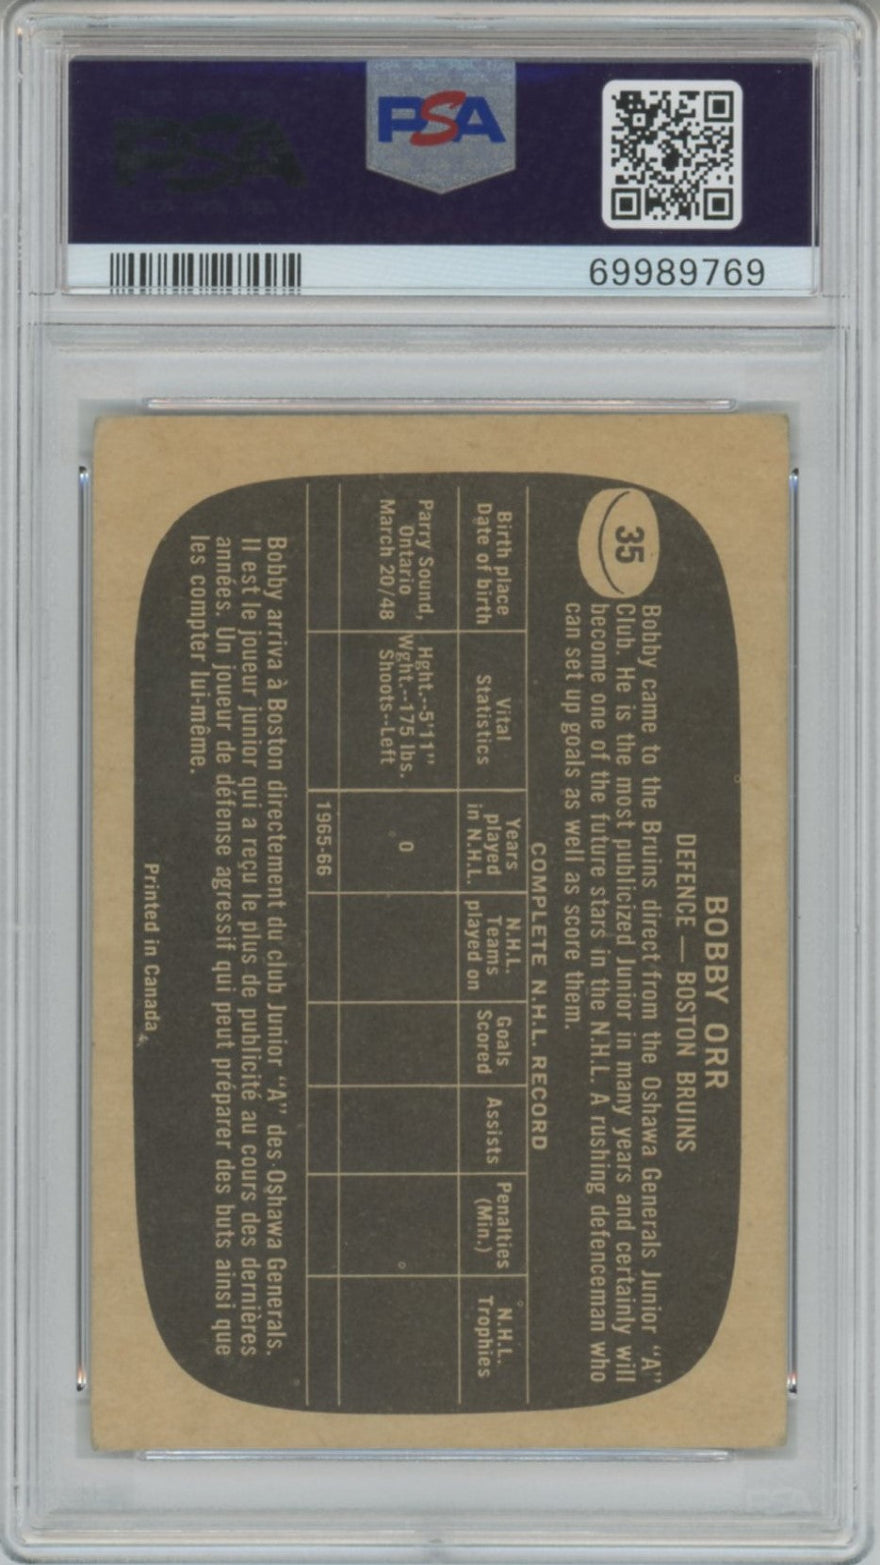 PSA
69989769
35
BOBBY ORR
DEFENCE — BOSTON BRUINS
Bobby came to the Bruins direct from the Oshawa Generals Junior "A"
Club. He is the most publicized Junior in many years and certainly will
become one of the future stars in the N.H.L. A rushing defenceman who
can set up goals as well as score them.
COMPLETE N.H.L. RECORD
Birth place
Date of birth
Vital
Statistics
Years
played
in N.H.L.
N.H.L.
Teams
played on
Goals
Scored
Assists
Penalties
(Min.)
N.H.L.
Trophies
Parry Sound,
Ontario
March 20/48
Hght.--5'11"
Wght.--175 lbs.
Shoots--Left
0
1965-66
Bobby arriva à Boston directement du club Junior "A" des Oshawa Generals.
Il est le joueur junior qui a reçu le plus de publicité au cours des dernières
années. Un joueur de défense agressif qui peut préparer des buts ainsi que
les compter lui-même.
Printed in Canada